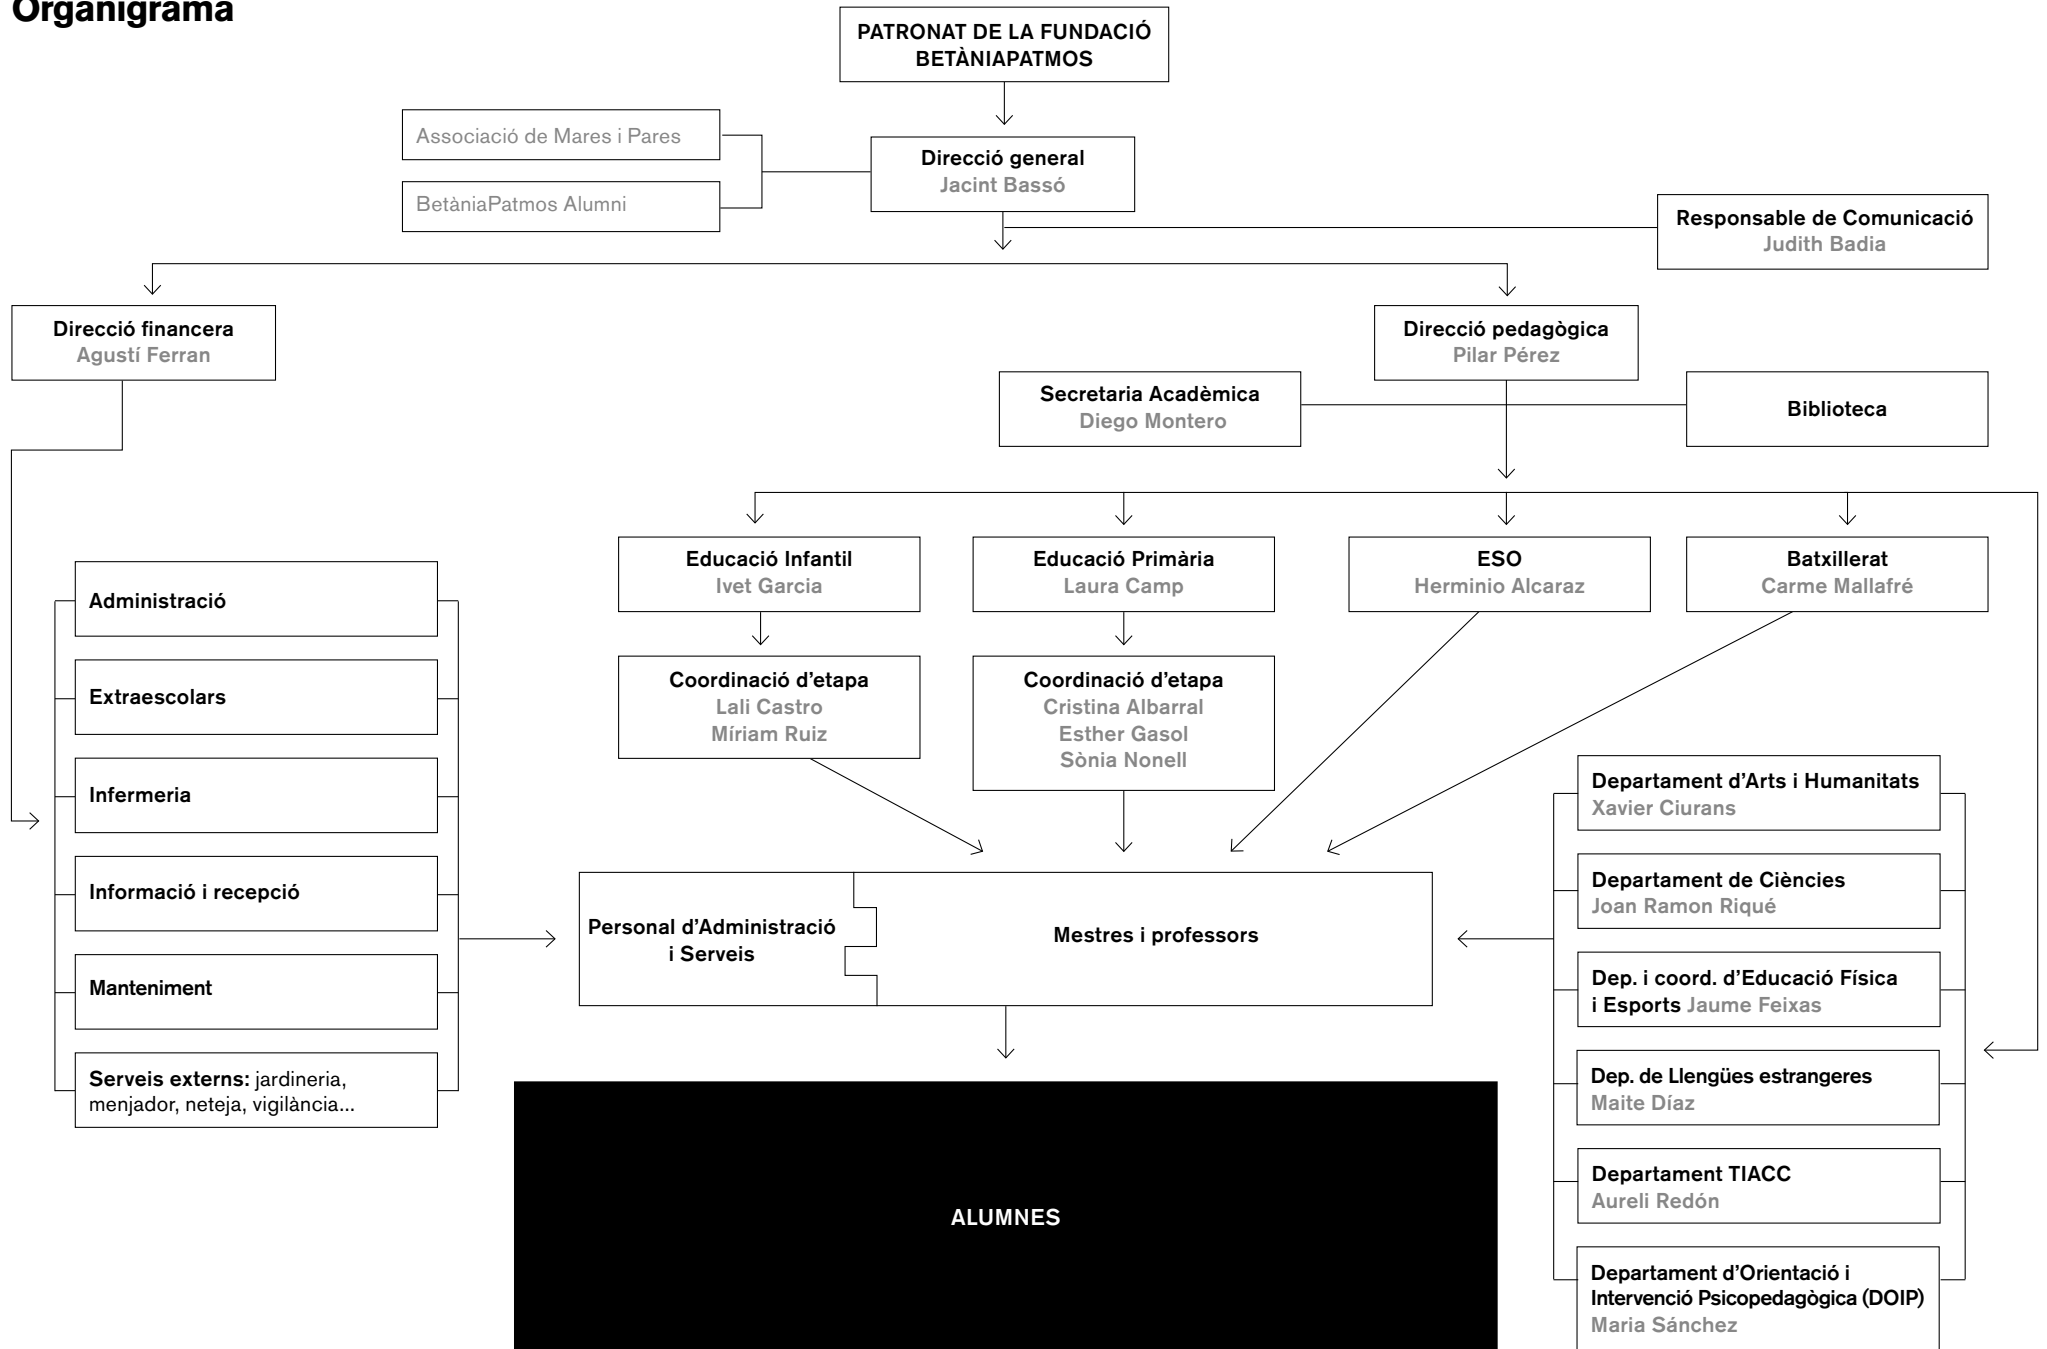 Organigrama
PATRONAT DE LA FUNDACIÓ
BETÀNIAPATMOS
Associació de Mares i Pares
BetàniaPatmos Alumni
Direcció general
Jacint Bassó
Responsable de Comunicació
Judith Badia
Direcció financera
Agustí Ferran
Direcció pedagògica
Pilar Pérez
Secretaria Acadèmica
Diego Montero
Biblioteca
Educació Infantil
Ivet Garcia
Educació Primària
Laura Camp
ESO
Herminio Alcaraz
Batxillerat
Carme Mallafré
Coordinació d’etapa
Lali Castro
Míriam Ruiz
Coordinació d’etapa
Cristina Albarral
Esther Gasol
Sònia Nonell
Administració
Extraescolars
Infermeria
Informació i recepció
Manteniment
Serveis externs: jardineria,
menjador, neteja, vigilància...
Personal d’Administració
i Serveis
Mestres i professors
Departament d’Arts i Humanitats
Xavier Ciurans
Departament de Ciències
Joan Ramon Riqué
Dep. i coord. d’Educació Física
i Esports Jaume Feixas
Dep. de Llengües estrangeres
Maite Díaz
Departament TIACC
Aureli Redón
Departament d’Orientació i
Intervenció Psicopedagògica (DOIP)
Maria Sánchez
ALUMNES